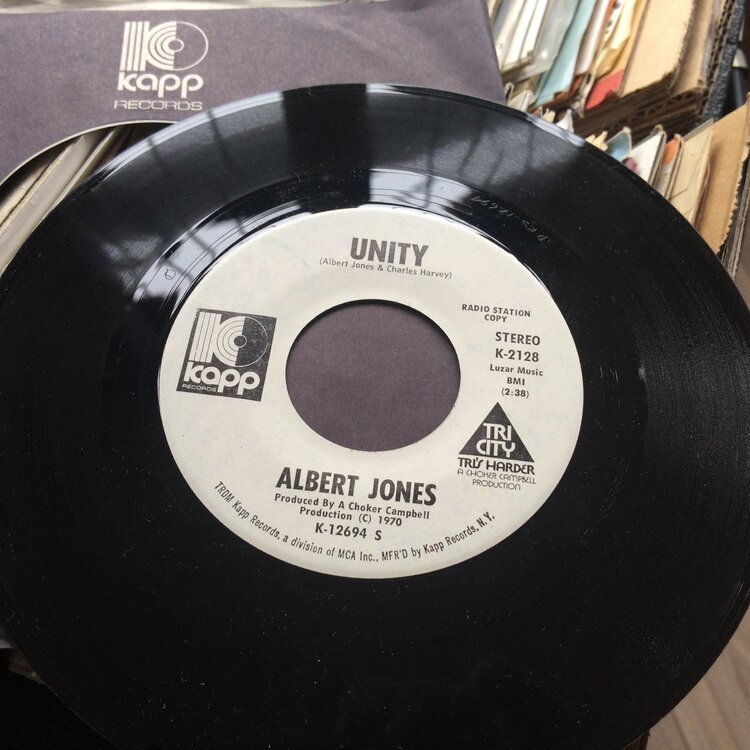 Kapp
RECORDS
UNITY
(Albert Jones & Charles Harvey)
RADIO STATION
COPY
STEREO
K-2128
Luzar Music
BMI
(2:38)
Kapp
RECORDS
TRI
CITY
TRI'S HARDER
A CHOKER CAMPBELL
PRODUCTION
ALBERT JONES
Produced By A Choker Campbell
Production (C) 1970
K-12694 S
TRDM Kapp Records, a division of MCA Inc., MFR'D by Kapp Records, N.Y.